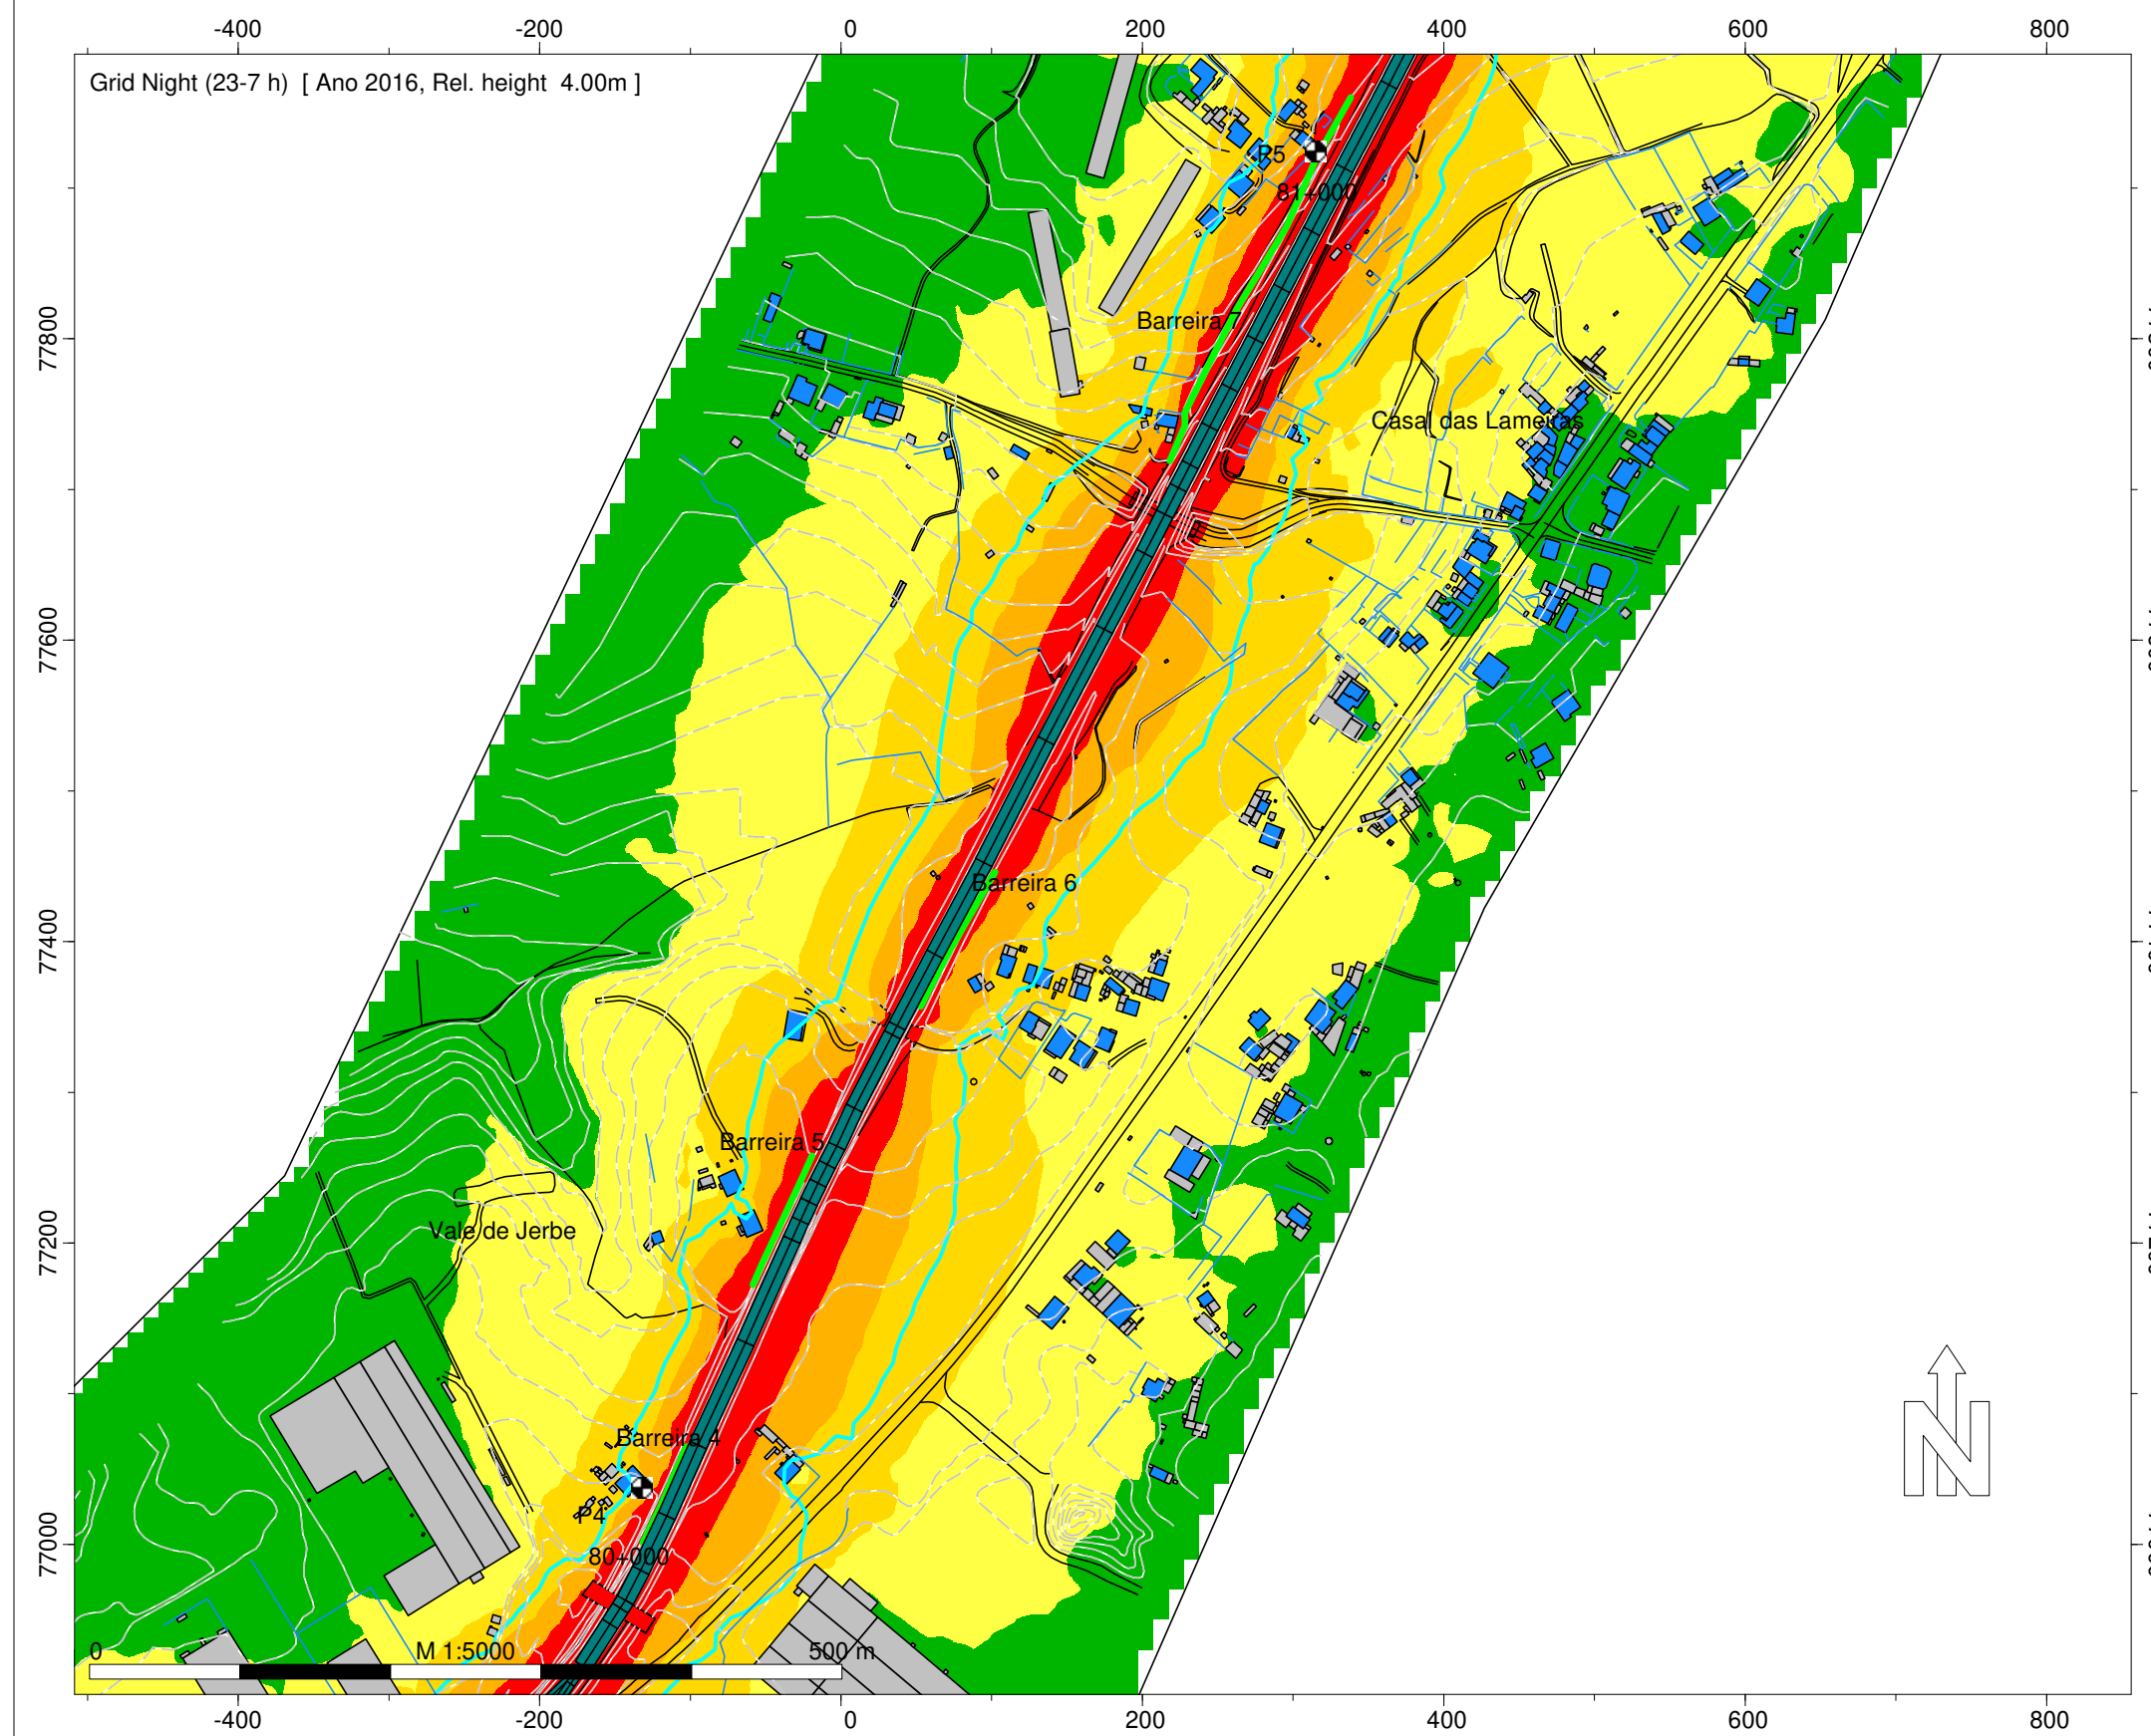 -400 -200 0 200 400 600 800
Grid Night (23-7 h) [ Ano 2016, Rel. height 4.00m ]
P5
81+000
77800
Barreira 7
Casal das Lameiras
77600
Barreira 6
77400
Barreira 5
Vale de Jerbe
77200
Barreira 4
P4
77000
80+000
N
0 M 1:5000 500 m
-400 -200 0 200 400 600 800